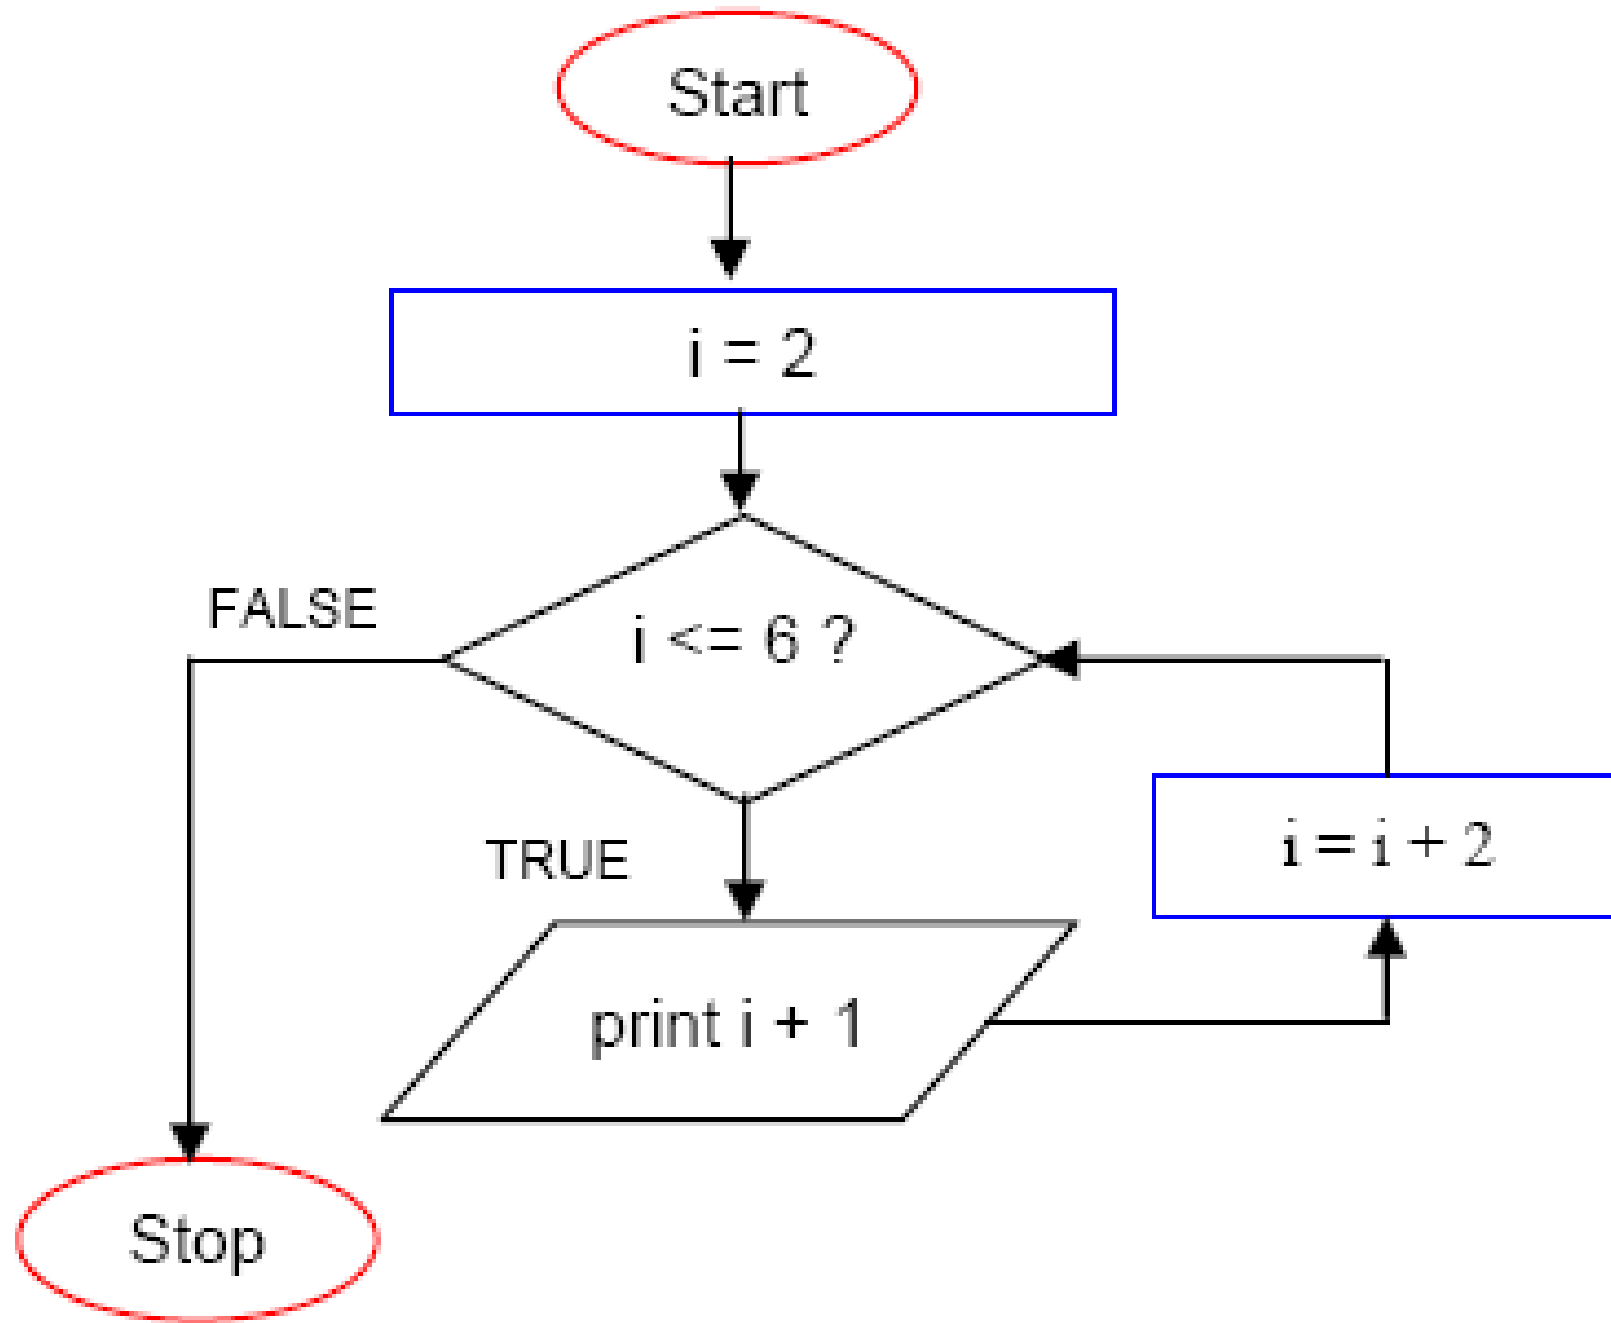 Start
i = 2
i <= 6 ?
FALSE
TRUE
i = i + 2
print i + 1
Stop